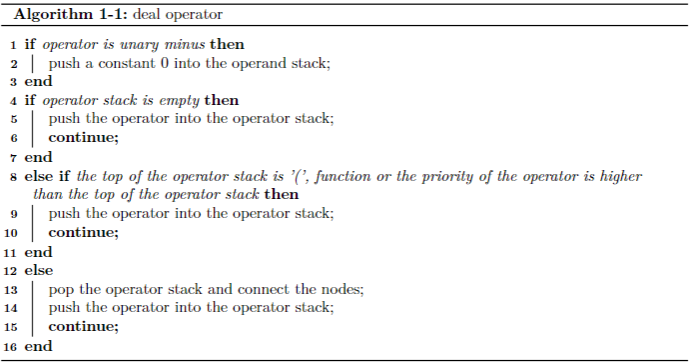 Algorithm 1-1: deal operator
1 if operator is unary minus then
2 push a constant 0 into the operand stack;
3 end
4 if operator stack is empty then
5 push the operator into the operator stack;
6 continue;
7 end
8 else if the top of the operator stack is '(', function or the priority of the operator is higher
than the top of the operator stack then
9 push the operator into the operator stack;
10 continue;
11 end
12 else
13 pop the operator stack and connect the nodes;
14 push the operator into the operator stack;
15 continue;
16 end